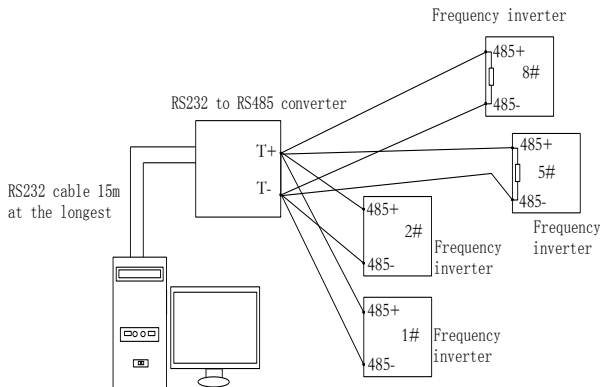 Frequency inverter
485+
8#
485-
RS232 to RS485 converter
T+
T-
485+
5#
485-
Frequency
inverter
RS232 cable 15m
at the longest
485+
2#
485-
Frequency
inverter
485+
1#
485-
Frequency
inverter